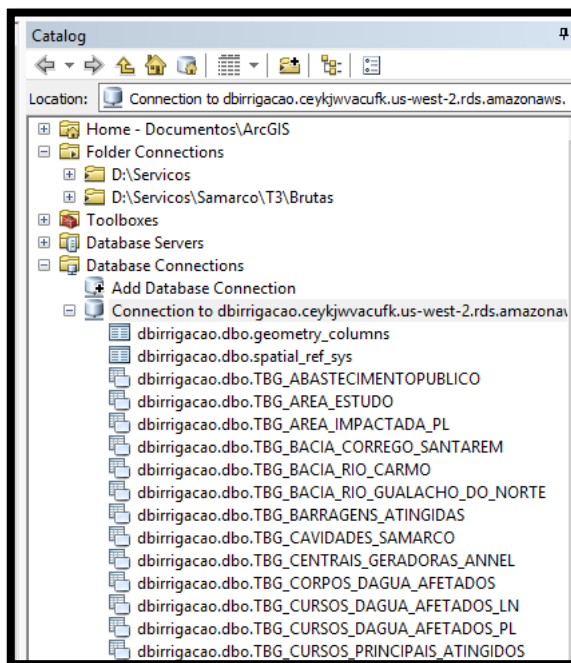 Catalog
Location: Connection to dbirrigacao.ceykjwvacufk.us-west-2.rds.amazonaws.
Home - Documentos\ArcGIS
Folder Connections
D:\Servicos
D:\Servicos\Samarco\T3\Brutas
Toolboxes
Database Servers
Database Connections
Add Database Connection
Connection to dbirrigacao.ceykjwvacufk.us-west-2.rds.amazonaw
dbirrigacao.dbo.geometry_columns
dbirrigacao.dbo.spatial_ref_sys
dbirrigacao.dbo.TBG_ABASTECIMENTOPUBLICO
dbirrigacao.dbo.TBG_AREA_ESTUDO
dbirrigacao.dbo.TBG_AREA_IMPACTADA_PL
dbirrigacao.dbo.TBG_BACIA_CORREGO_SANTAREM
dbirrigacao.dbo.TBG_BACIA_RIO_CARMO
dbirrigacao.dbo.TBG_BACIA_RIO_GUALACHO_DO_NORTE
dbirrigacao.dbo.TBG_BARRAGENS_ATINGIDAS
dbirrigacao.dbo.TBG_CAVIDADES_SAMARCO
dbirrigacao.dbo.TBG_CENTRAIS_GERADORAS_ANNEL
dbirrigacao.dbo.TBG_CORPOS_DAGUA_AFETADOS
dbirrigacao.dbo.TBG_CURSOS_DAGUA_AFETADOS_LN
dbirrigacao.dbo.TBG_CURSOS_DAGUA_AFETADOS_PL
dbirrigacao.dbo.TBG_CURSOS_PRINCIPAIS_ATINGIDOS